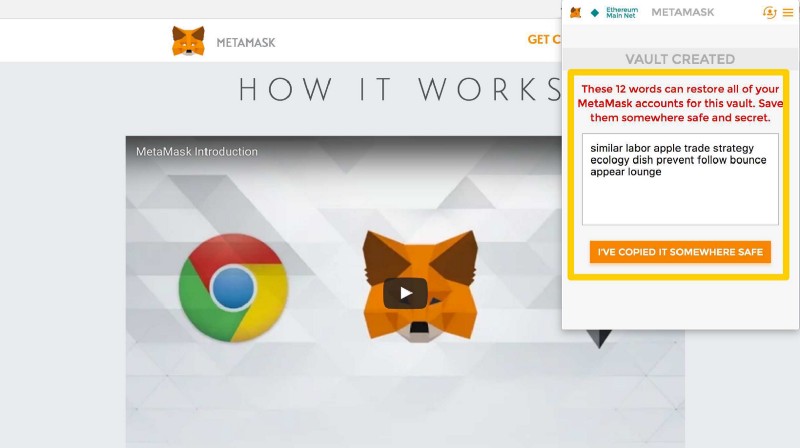 METAMASK
GET C
HOW IT WORKS
MetaMask Introduction
Ethereum
Main Net
METAMASK
VAULT CREATED
These 12 words can restore all of your
MetaMask accounts for this vault. Save
them somewhere safe and secret.
similar labor apple trade strategy
ecology dish prevent follow bounce
appear lounge
I'VE COPIED IT SOMEWHERE SAFE